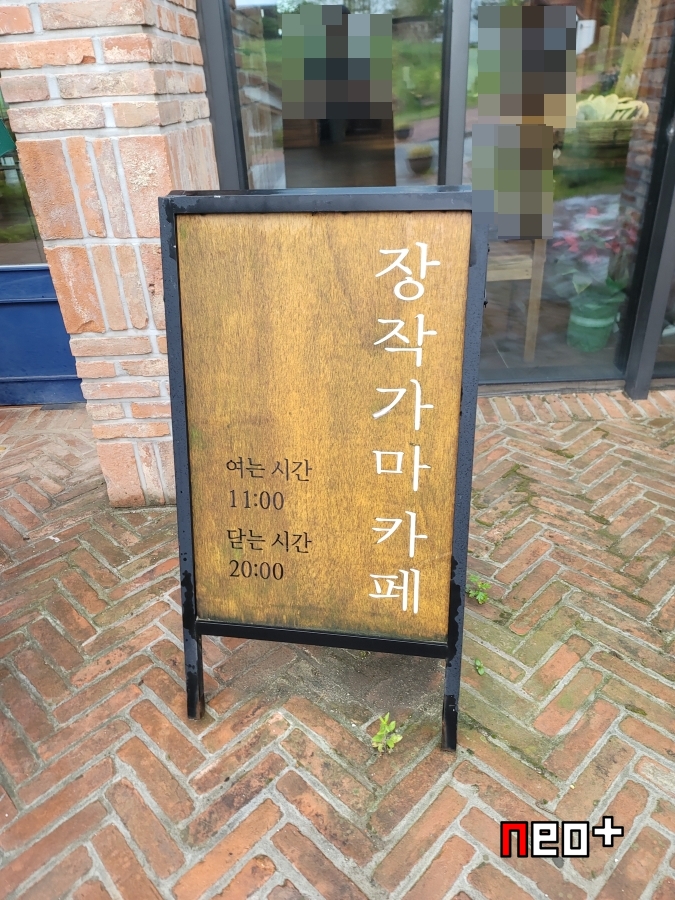 장작가마 카페
여는 시간
11:00
닫는 시간
20:00
neo+